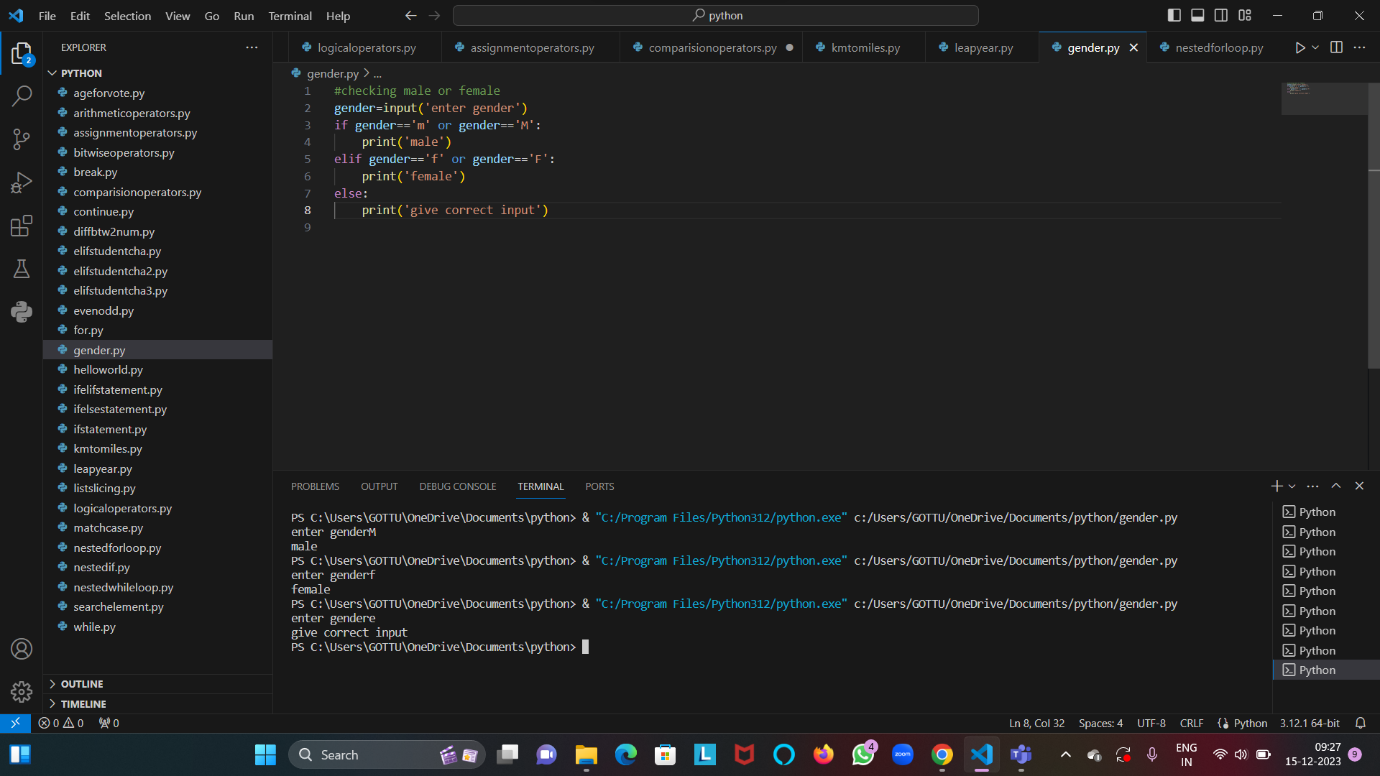 File Edit Selection View Go Run Terminal Help
python
2
EXPLORER
PYTHON
ageforvote.py
arithmeticoperators.py
assignmentoperators.py
bitwiseoperators.py
break.py
comparisionoperators.py
continue.py
diffbtw2num.py
elifstudentcha.py
elifstudentcha2.py
elifstudentcha3.py
evenodd.py
for.py
gender.py
helloworld.py
ifelifstatement.py
ifelsestatement.py
ifstatement.py
kmtomiles.py
leapyear.py
listslicing.py
logicaloperators.py
matchcase.py
nestedforloop.py
nestedif.py
nestedwhileloop.py
searchelement.py
while.py
OUTLINE
TIMELINE
logicaloperators.py assignmentoperators.py comparisionoperators.py kmtomiles.py leapyear.py gender.py nestedforloop.py
gender.py > ...
1 #checking male or female
2 gender=input('enter gender')
3 if gender=='m' or gender=='M':
4     print('male')
5 elif gender=='f' or gender=='F':
6     print('female')
7 else:
8     print('give correct input')
9
PROBLEMS OUTPUT DEBUG CONSOLE TERMINAL PORTS
PS C:\Users\GOTTU\OneDrive\Documents\python> & "C:/Program Files/Python312/python.exe" c:/Users/GOTTU/OneDrive/Documents/python/gender.py
enter genderM
male
PS C:\Users\GOTTU\OneDrive\Documents\python> & "C:/Program Files/Python312/python.exe" c:/Users/GOTTU/OneDrive/Documents/python/gender.py
enter genderf
female
PS C:\Users\GOTTU\OneDrive\Documents\python> & "C:/Program Files/Python312/python.exe" c:/Users/GOTTU/OneDrive/Documents/python/gender.py
enter gendere
give correct input
PS C:\Users\GOTTU\OneDrive\Documents\python>
Python
Python
Python
Python
Python
Python
Python
Python
Python
0 0 0
Ln 8, Col 32 Spaces: 4 UTF-8 CRLF Python 3.12.1 64-bit
Search
L
4
zoom
ENG
IN
09:27
15-12-2023
9